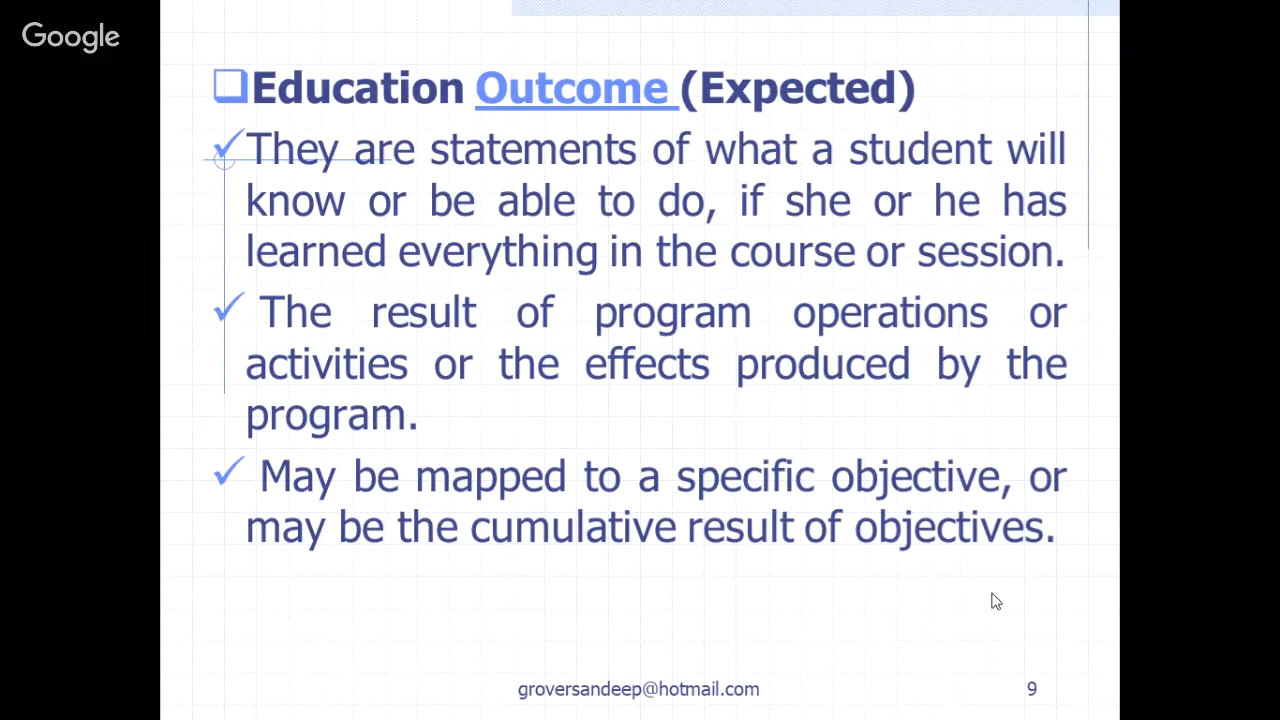 Google
Education Outcome (Expected)
They are statements of what a student will
know or be able to do, if she or he has
learned everything in the course or session.
The result of program operations or
activities or the effects produced by the
program.
May be mapped to a specific objective, or
may be the cumulative result of objectives.
groversandeep@hotmail.com
9